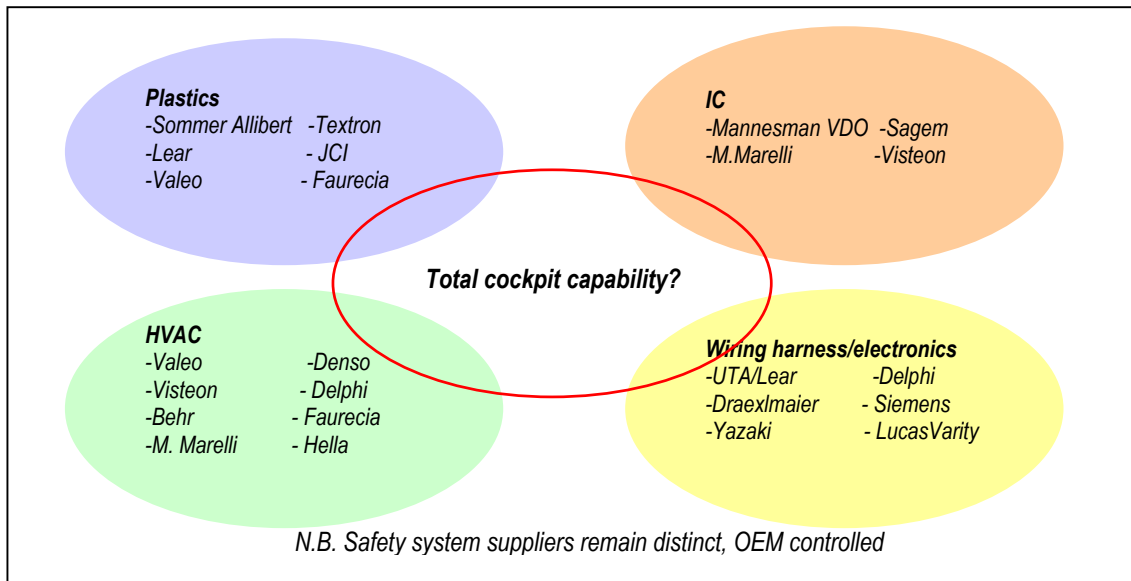 Plastics
-Sommer Allibert -Textron
-Lear - JCI
-Valeo - Faurecia
IC
-Mannesman VDO -Sagem
-M.Marelli -Visteon
Total cockpit capability?
HVAC
-Valeo -Denso
-Visteon - Delphi
-Behr - Faurecia
-M. Marelli - Hella
Wiring harness/electronics
-UTA/Lear -Delphi
-Draexlmaier - Siemens
-Yazaki - LucasVarity
N.B. Safety system suppliers remain distinct, OEM controlled